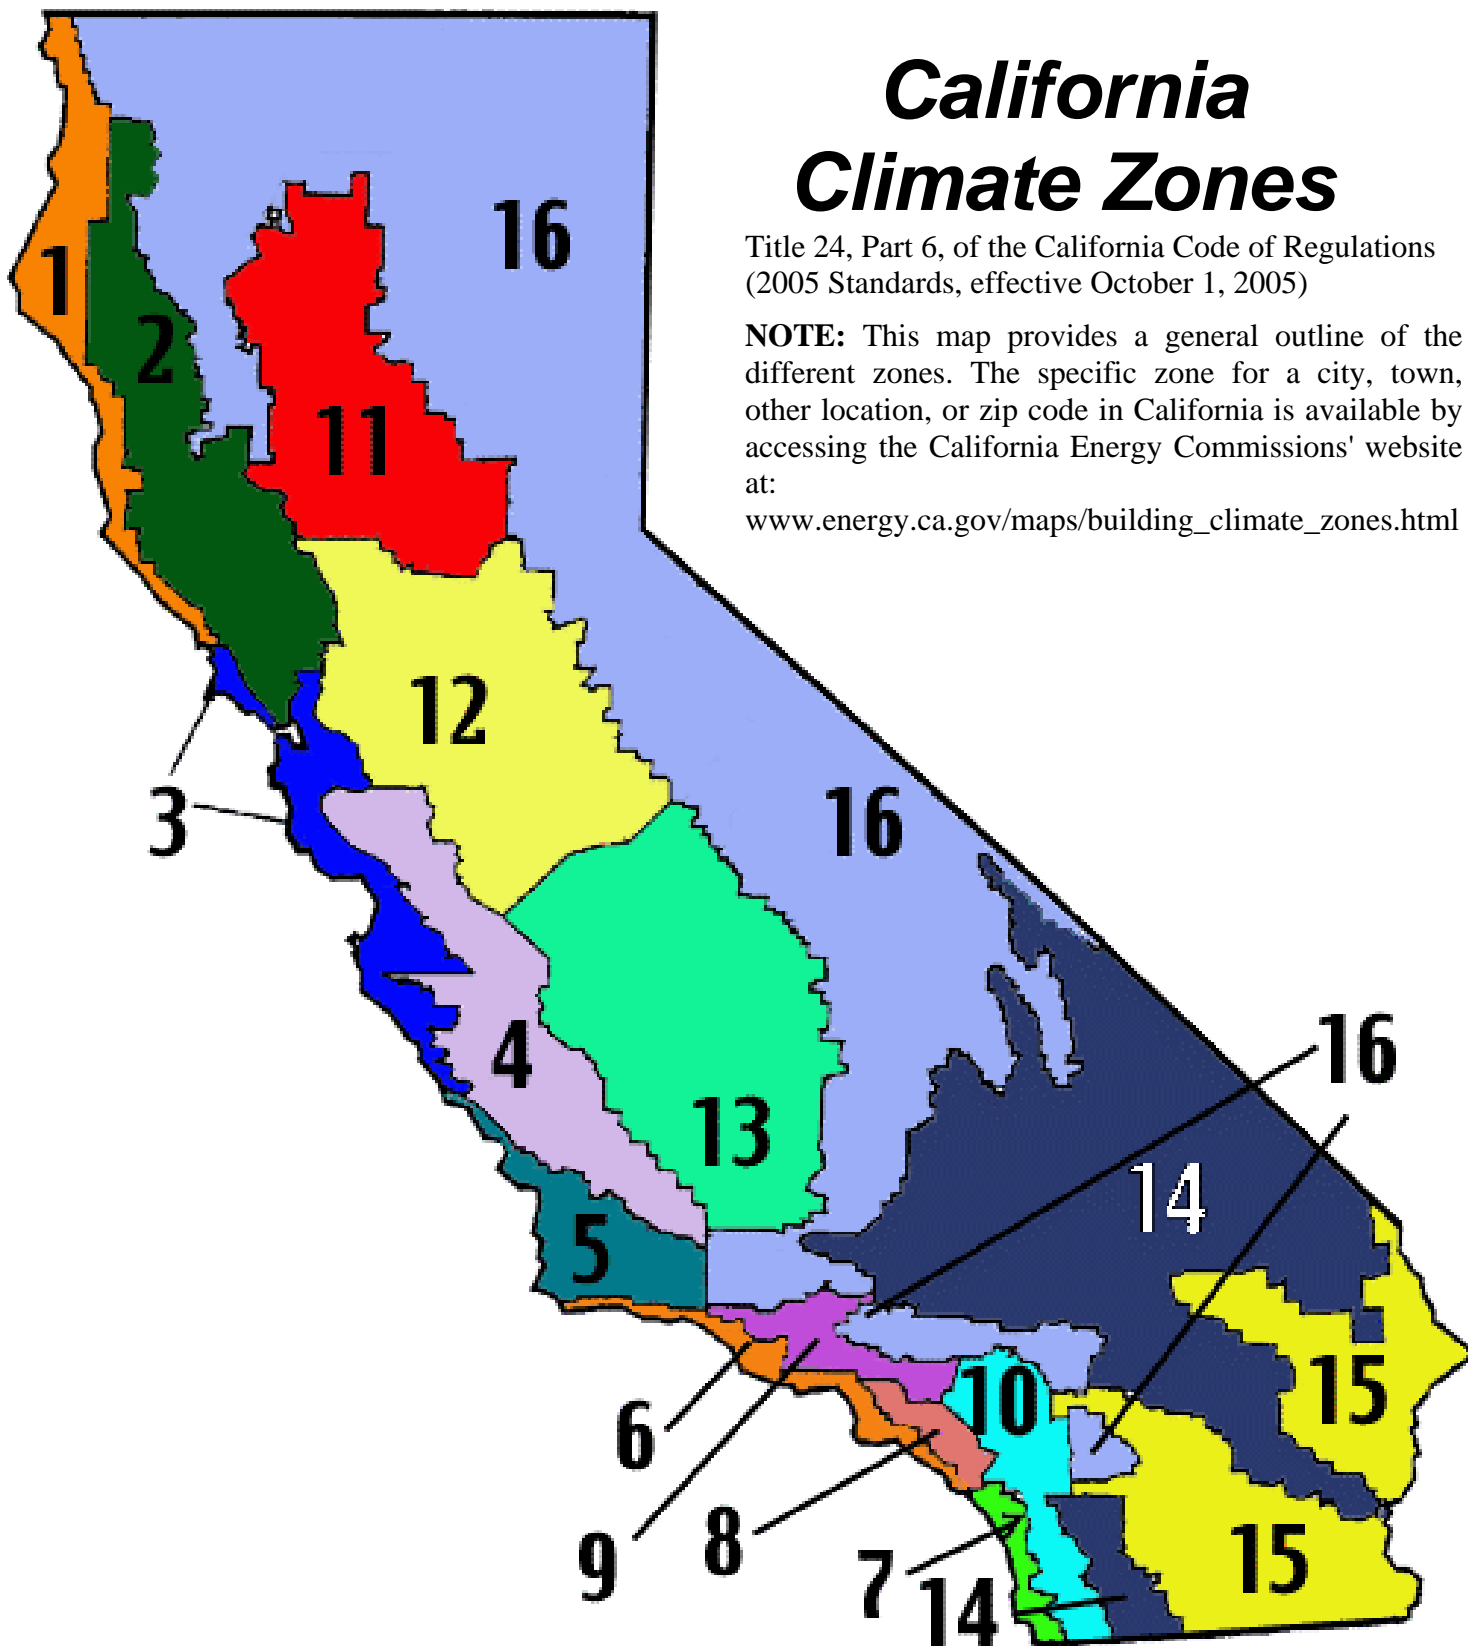 California
Climate Zones
Title 24, Part 6, of the California Code of Regulations
(2005 Standards, effective October 1, 2005)
NOTE: This map provides a general outline of the
different zones. The specific zone for a city, town,
other location, or zip code in California is available by
accessing the California Energy Commissions' website
at:
www.energy.ca.gov/maps/building_climate_zones.html
16
1
2
11
12
3
16
4
16
13
14
5
15
10
6
8
9
7
15
14